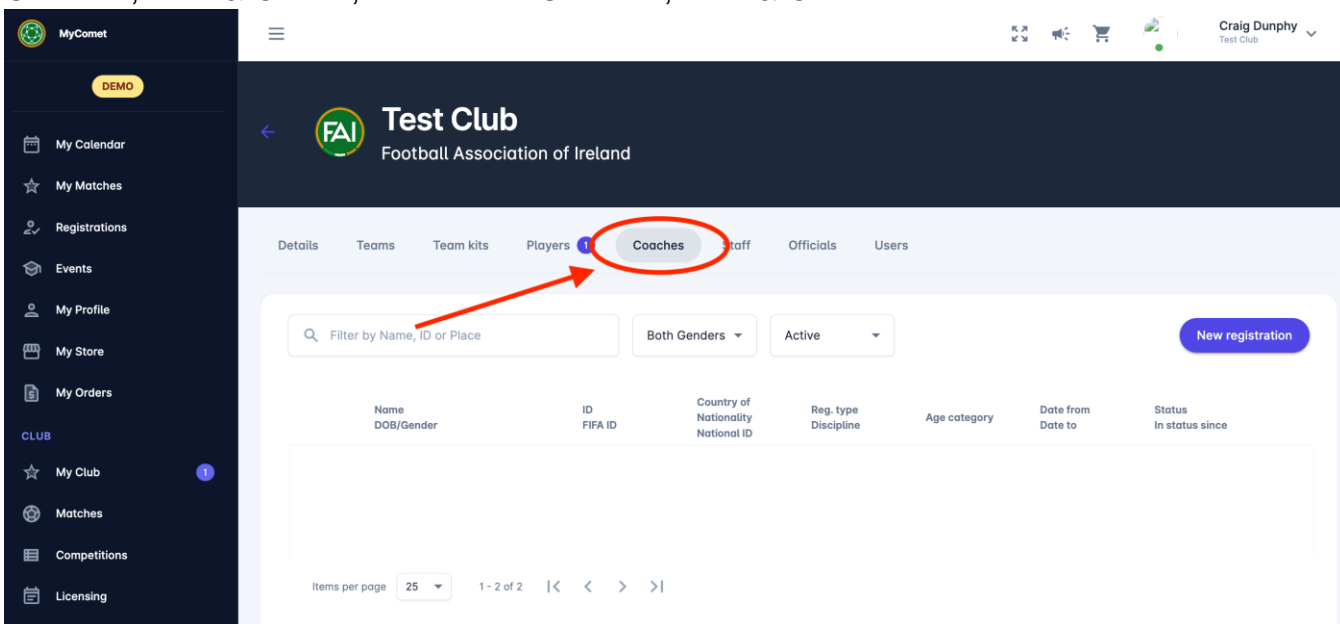 MyComet
Craig Dunphy
Test Club
DEMO
FAI
Test Club
Football Association of Ireland
My Calendar
My Matches
Registrations
Events
My Profile
My Store
My Orders
CLUB
My Club 1
Matches
Competitions
Licensing
Details Teams Team kits Players 1 Coaches Staff Officials Users
Filter by Name, ID or Place Both Genders Active New registration
Name
DOB/Gender
ID
FIFA ID
Country of
Nationality
National ID
Reg. type
Discipline
Age category
Date from
Date to
Status
In status since
Items per page 25 1 - 2 of 2 |< < > >|